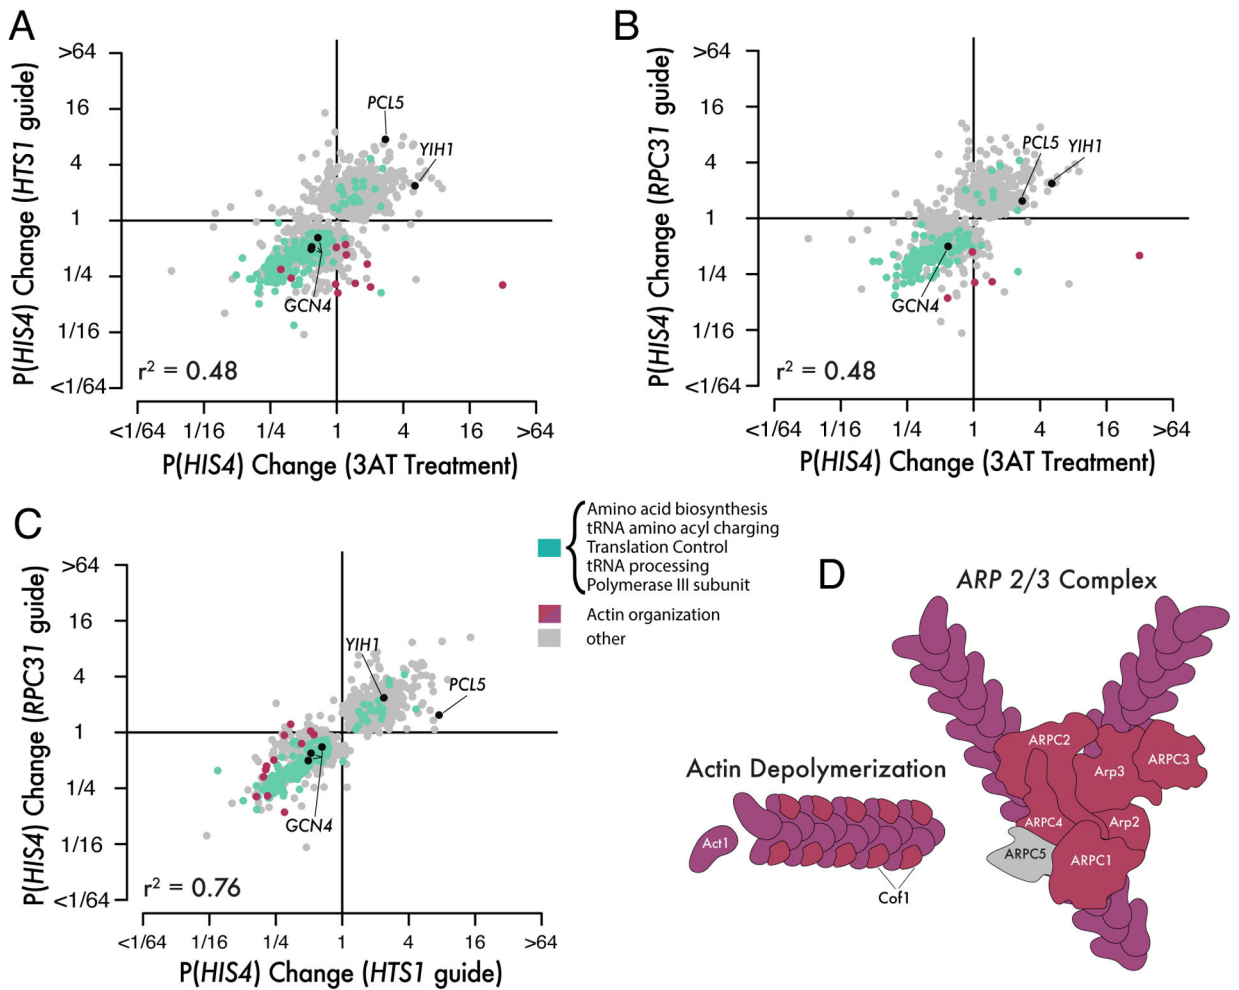 A
P(HIS4) Change (HTS1 guide)
>64
16
4
1
1/4
1/16
<1/64
PCL5
YIH1
GCN4
r² = 0.48
<1/64 1/16 1/4 1 4 16 >64
P(HIS4) Change (3AT Treatment)
B
P(HIS4) Change (RPC31 guide)
>64
16
4
1
1/4
1/16
<1/64
PCL5
YIH1
GCN4
r² = 0.48
<1/64 1/16 1/4 1 4 16 >64
P(HIS4) Change (3AT Treatment)
C
P(HIS4) Change (RPC31 guide)
>64
16
4
1
1/4
1/16
<1/64
YIH1
PCL5
GCN4
r² = 0.76
<1/64 1/16 1/4 1 4 16 >64
P(HIS4) Change (HTS1 guide)
Amino acid biosynthesis
tRNA amino acyl charging
Translation Control
tRNA processing
Polymerase III subunit
Actin organization
other
D
ARP 2/3 Complex
Actin Depolymerization
Act1
Cof1
ARPC2
Arp3
ARPC3
ARPC4
Arp2
ARPC5
ARPC1